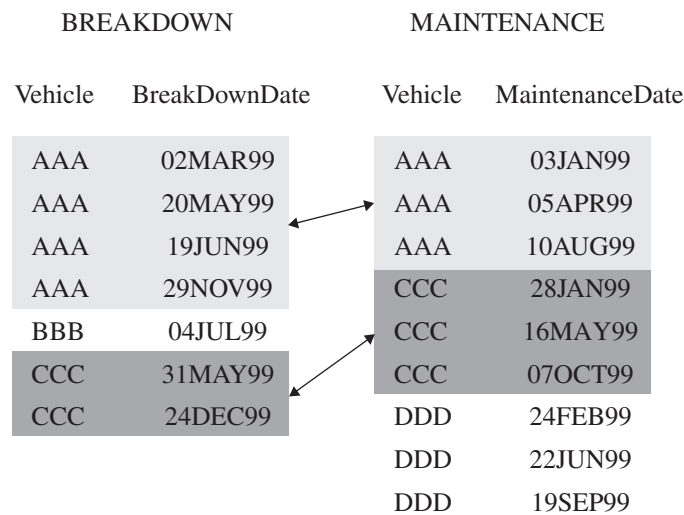 BREAKDOWN MAINTENANCE
Vehicle BreakDownDate Vehicle MaintenanceDate
AAA 02MAR99 AAA 03JAN99
AAA 20MAY99 AAA 05APR99
AAA 19JUN99 AAA 10AUG99
AAA 29NOV99 CCC 28JAN99
BBB 04JUL99 CCC 16MAY99
CCC 31MAY99 CCC 07OCT99
CCC 24DEC99 DDD 24FEB99
DDD 22JUN99
DDD 19SEP99